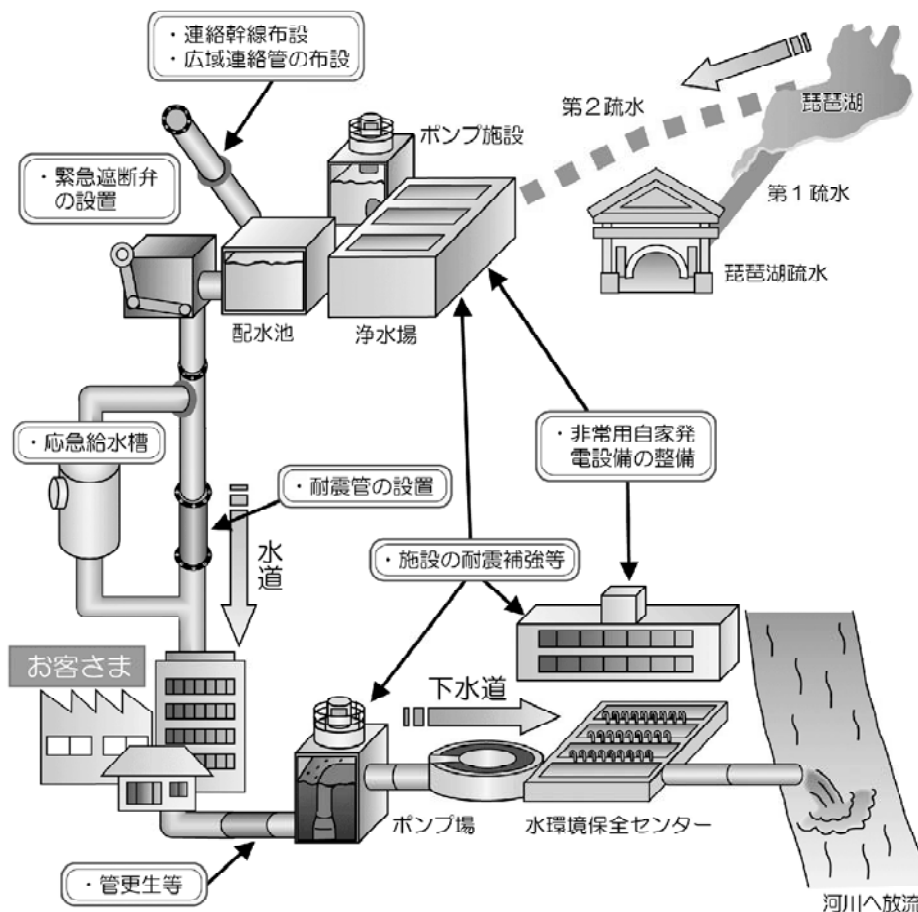 ・連絡幹線布設
・広域連絡管の布設
琵琶湖
第2疏水
ポンプ施設
・緊急遮断弁
の設置
第1疏水
琵琶湖疏水
配水池
浄水場
・応急給水槽
・非常用自家発
電設備の整備
・耐震管の設置
水道
・施設の耐震補強等
お客さま
下水道
ポンプ場
水環境保全センター
・管更生等
河川へ放流